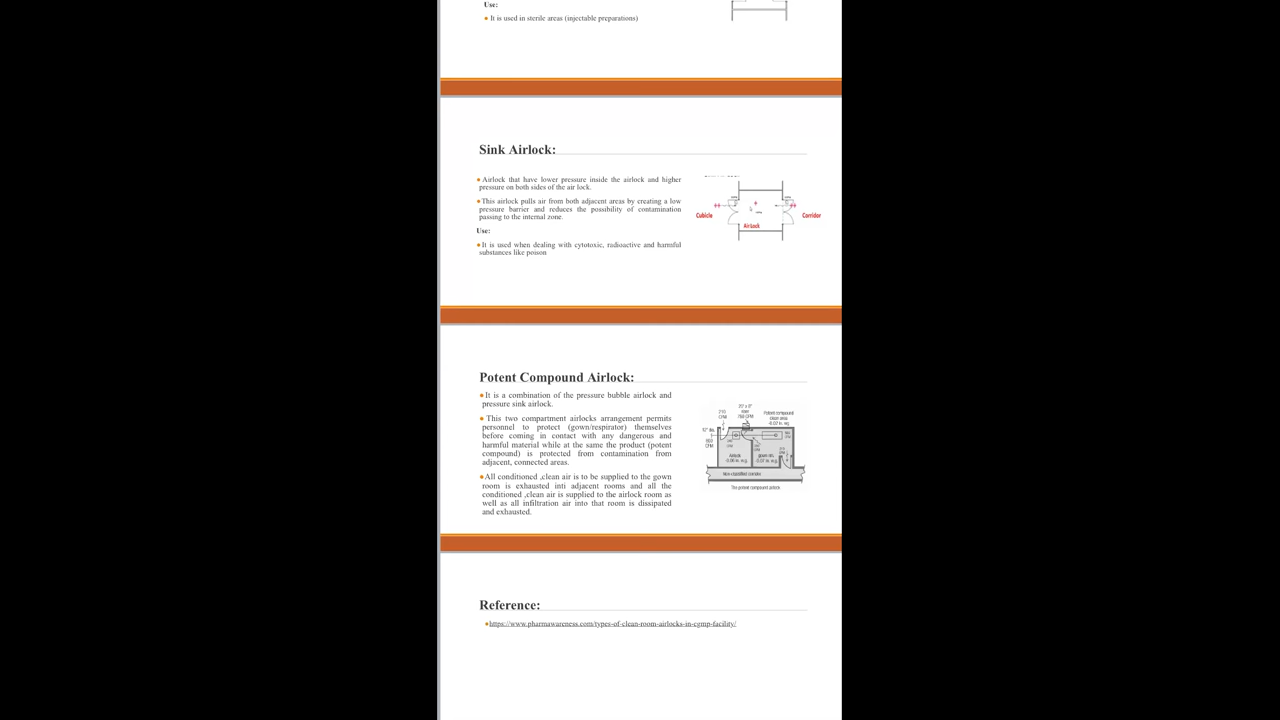 Use:
• It is used in sterile areas (injectable preparations)
Sink Airlock:
• Airlock that have lower pressure inside the airlock and higher
pressure on both sides of the air lock.
• This airlock pulls air from both adjacent areas by creating a low
pressure barrier and reduces the possibility of contamination
passing to the internal zone.
Use:
• It is used when dealing with cytotoxic, radioactive and harmful
substances like poison
Cubicle
Corridor
AirLock
Potent Compound Airlock:
• It is a combination of the pressure bubble airlock and
pressure sink airlock.
• This two compartment airlocks arrangement permits
personnel to protect (gown/respirator) themselves
before coming in contact with any dangerous and
harmful material while at the same the product (potent
compound) is protected from contamination from
adjacent, connected areas.
• All conditioned ,clean air is to be supplied to the gown
room is exhausted inti adjacent rooms and all the
conditioned ,clean air is supplied to the airlock room as
well as all infiltration air into that room is dissipated
and exhausted.
Potent compound
clean area
Airlock
Non-classified corridor
The potent compound airlock
Reference:
• https://www.pharmawareness.com/types-of-clean-room-airlocks-in-cgmp-facility/